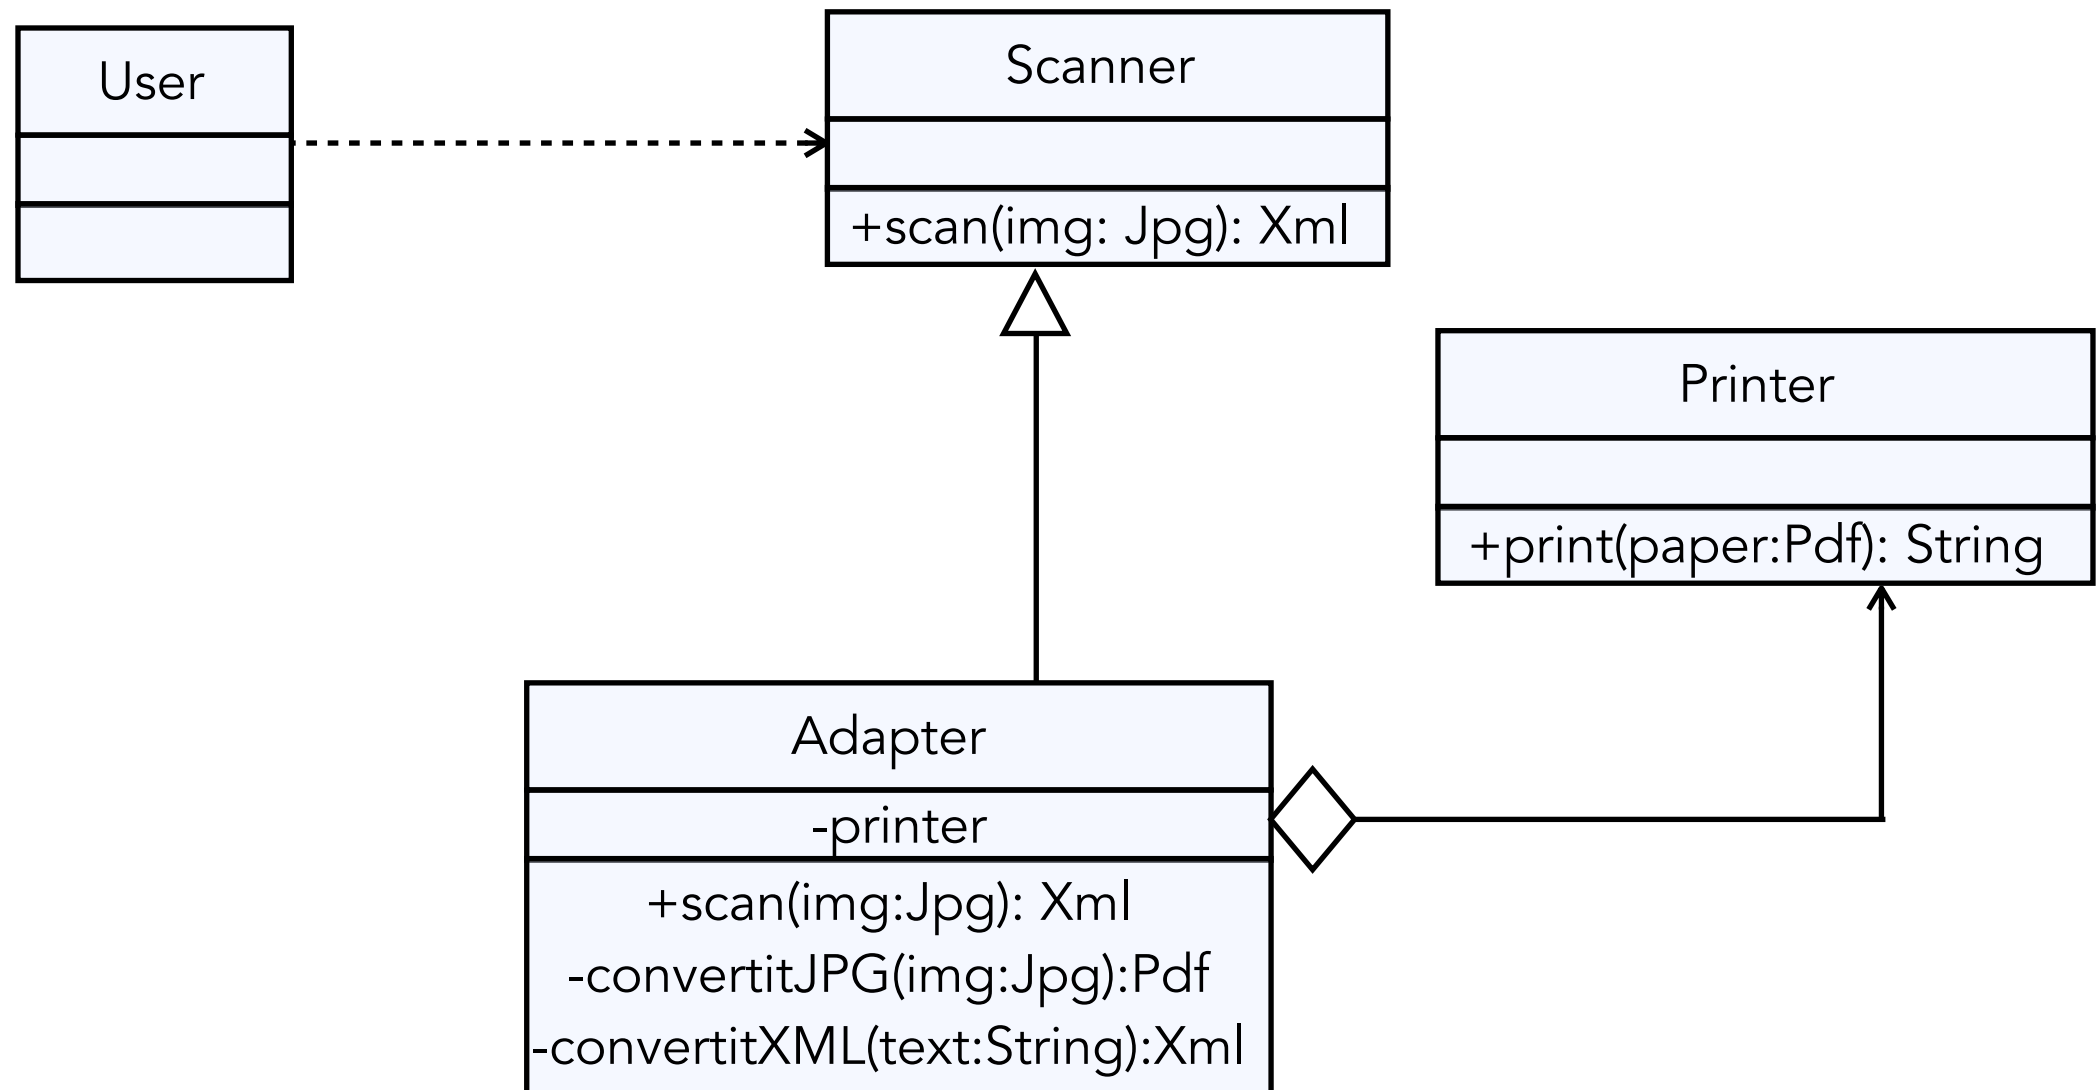 User
Scanner
+scan(img: Jpg): Xml
Printer
+print(paper:Pdf): String
Adapter
-printer
+scan(img:Jpg): Xml
-convertitJPG(img:Jpg):Pdf
-convertitXML(text:String):Xml